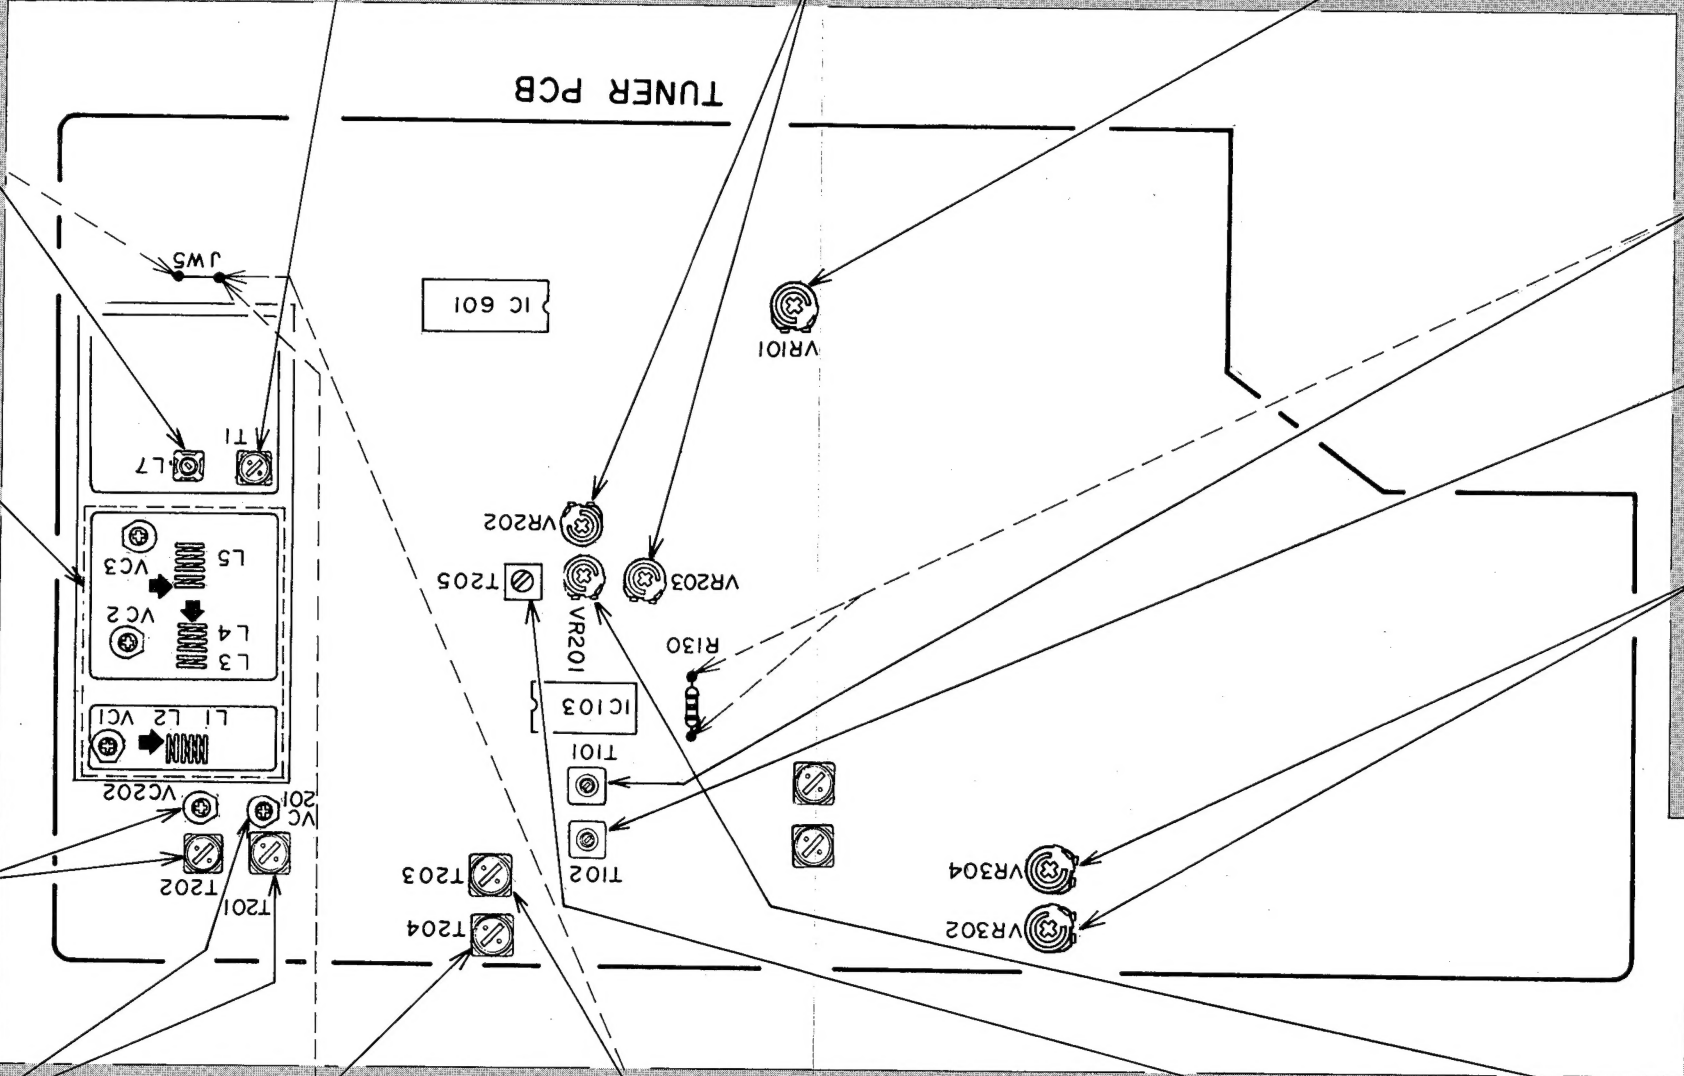 TUNER PCB
JW5
IC 601
VR101
T1
L7
VR202
VC3
L5
T205
VR203
VC2
L4
VR201
R130
L3
IC103
VC1
L2
L1
T101
VC202
VC
201
T202
T203
T102
VR304
T201
T204
VR302